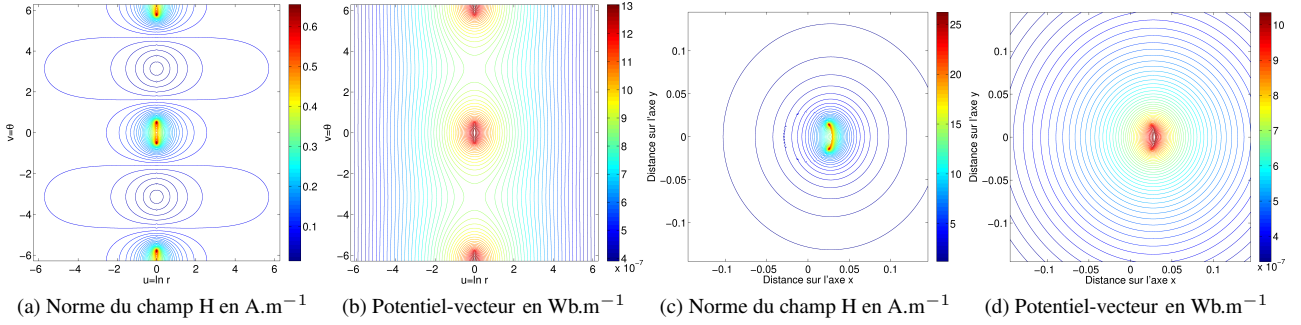 6
4
2
0
−2
−4
−6
−6 −4 −2 0 2 4 6
u=ln r
v=θ
0.6
0.5
0.4
0.3
0.2
0.1
(a) Norme du champ H en A.m−1
6
4
2
0
−2
−4
−6
−6 −4 −2 0 2 4 6
u=ln r
v=θ
13
12
11
10
9
8
7
6
5
4
x 10−7
(b) Potentiel-vecteur en Wb.m−1
0.1
0.05
0
−0.05
−0.1
−0.1 −0.05 0 0.05 0.1
Distance sur l'axe x
Distance sur l'axe y
25
20
15
10
5
(c) Norme du champ H en A.m−1
0.1
0.05
0
−0.05
−0.1
−0.1 −0.05 0 0.05 0.1
Distance sur l'axe x
Distance sur l'axe y
10
9
8
7
6
5
4
x 10−7
(d) Potentiel-vecteur en Wb.m−1